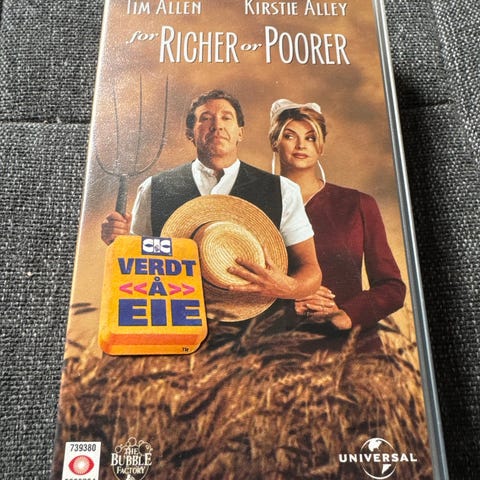 TIM ALLEN KIRSTIE ALLEY
for RICHER or POORER
CIC
VERDT
<<Å>>
EIE
739380
THE
BUBBLE
FACTORY
UNIVERSAL